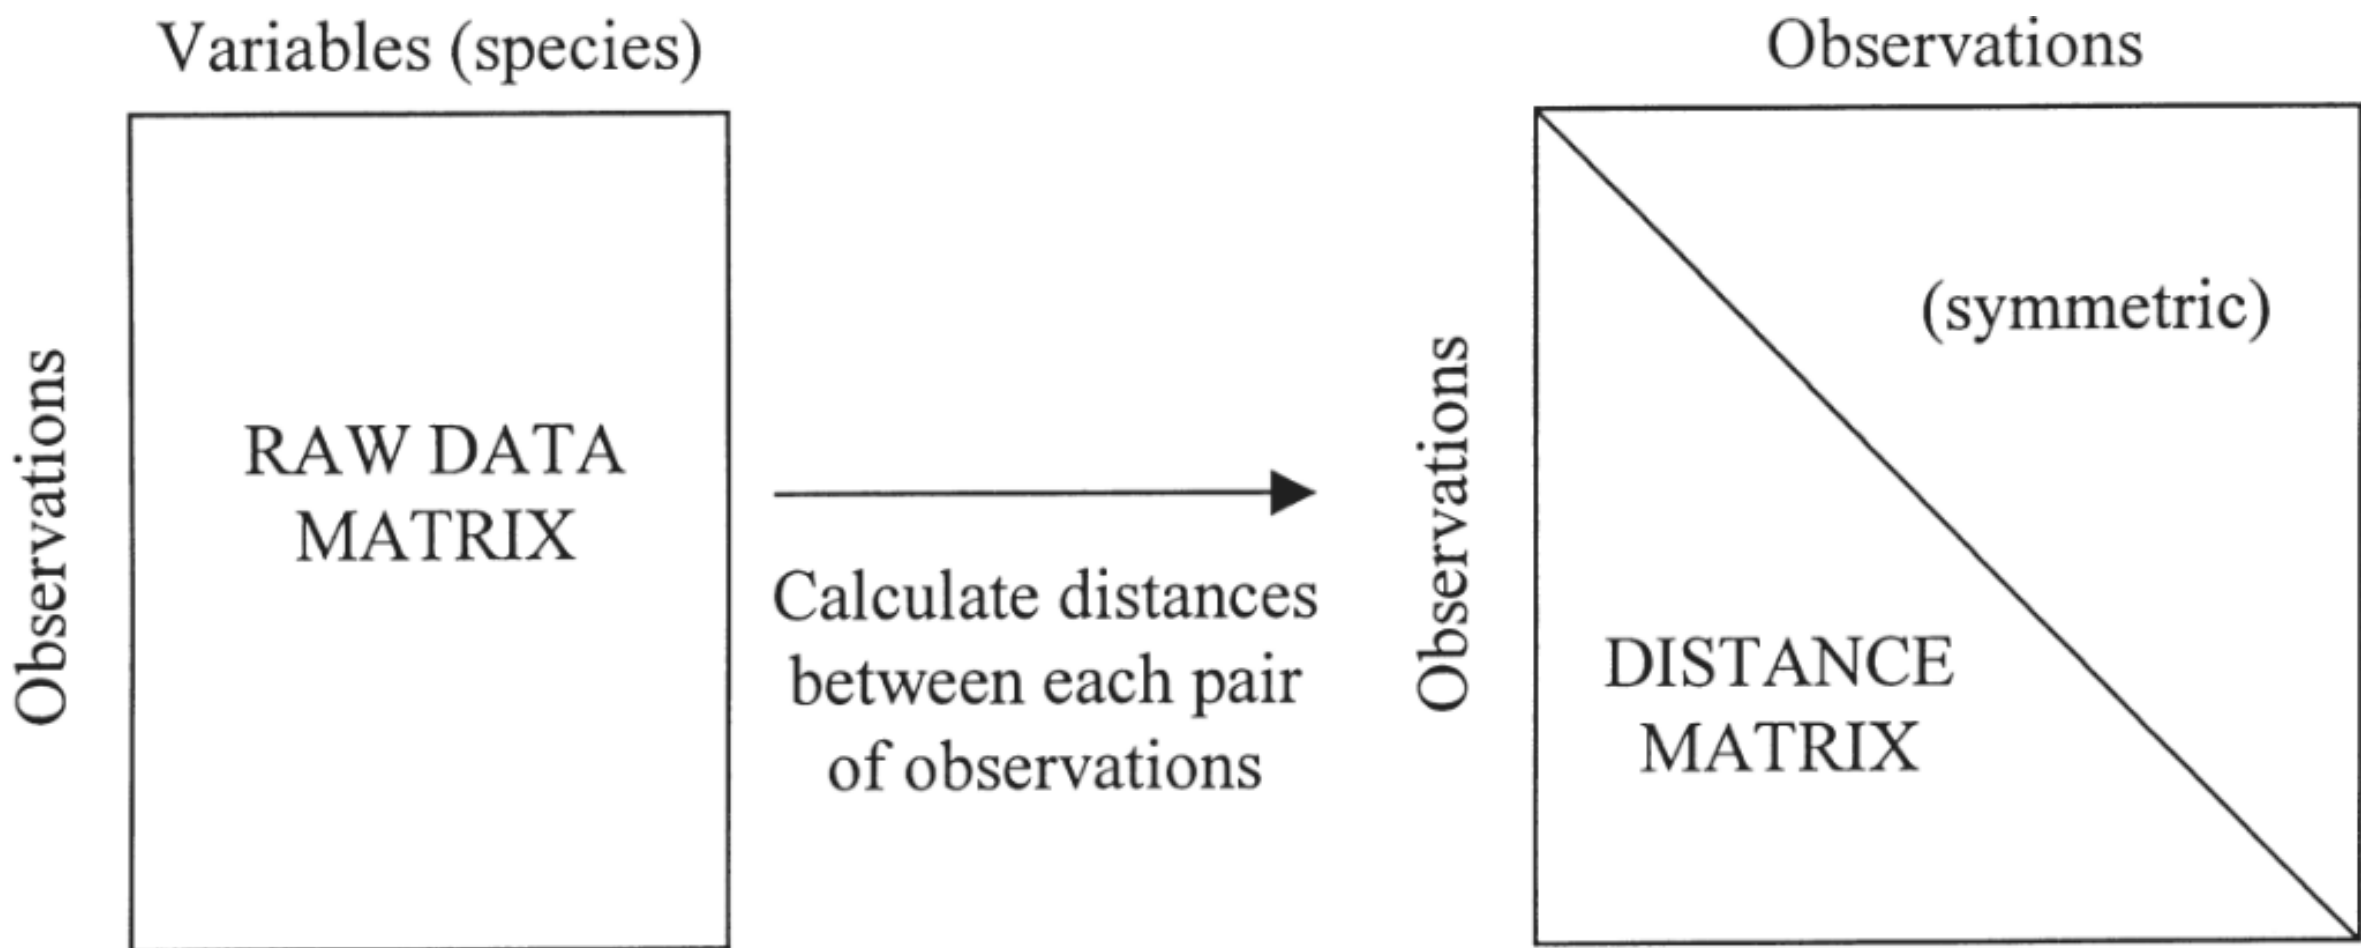 Variables (species)
Observations
RAW DATA
MATRIX
Calculate distances
between each pair
of observations
Observations
Observations
(symmetric)
DISTANCE
MATRIX